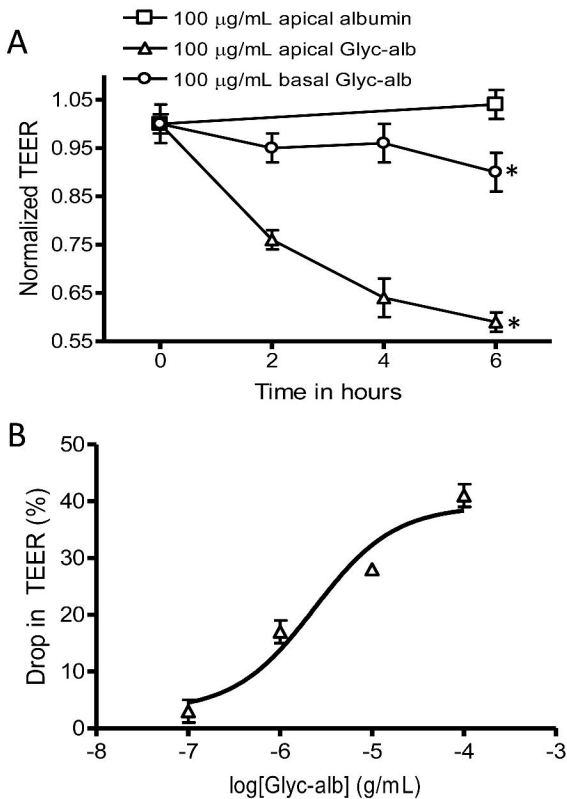 100 µg/mL apical albumin
A
100 µg/mL apical Glyc-alb
100 µg/mL basal Glyc-alb
1.05
0.95
0.75
0.65
0.55
Normalized TEER
*
*
0 2 4 6
Time in hours
B
50
40
30
20
10
0
Drop in TEER (%)
-8 -7 -6 -5 -4 -3
log[Glyc-alb] (g/mL)